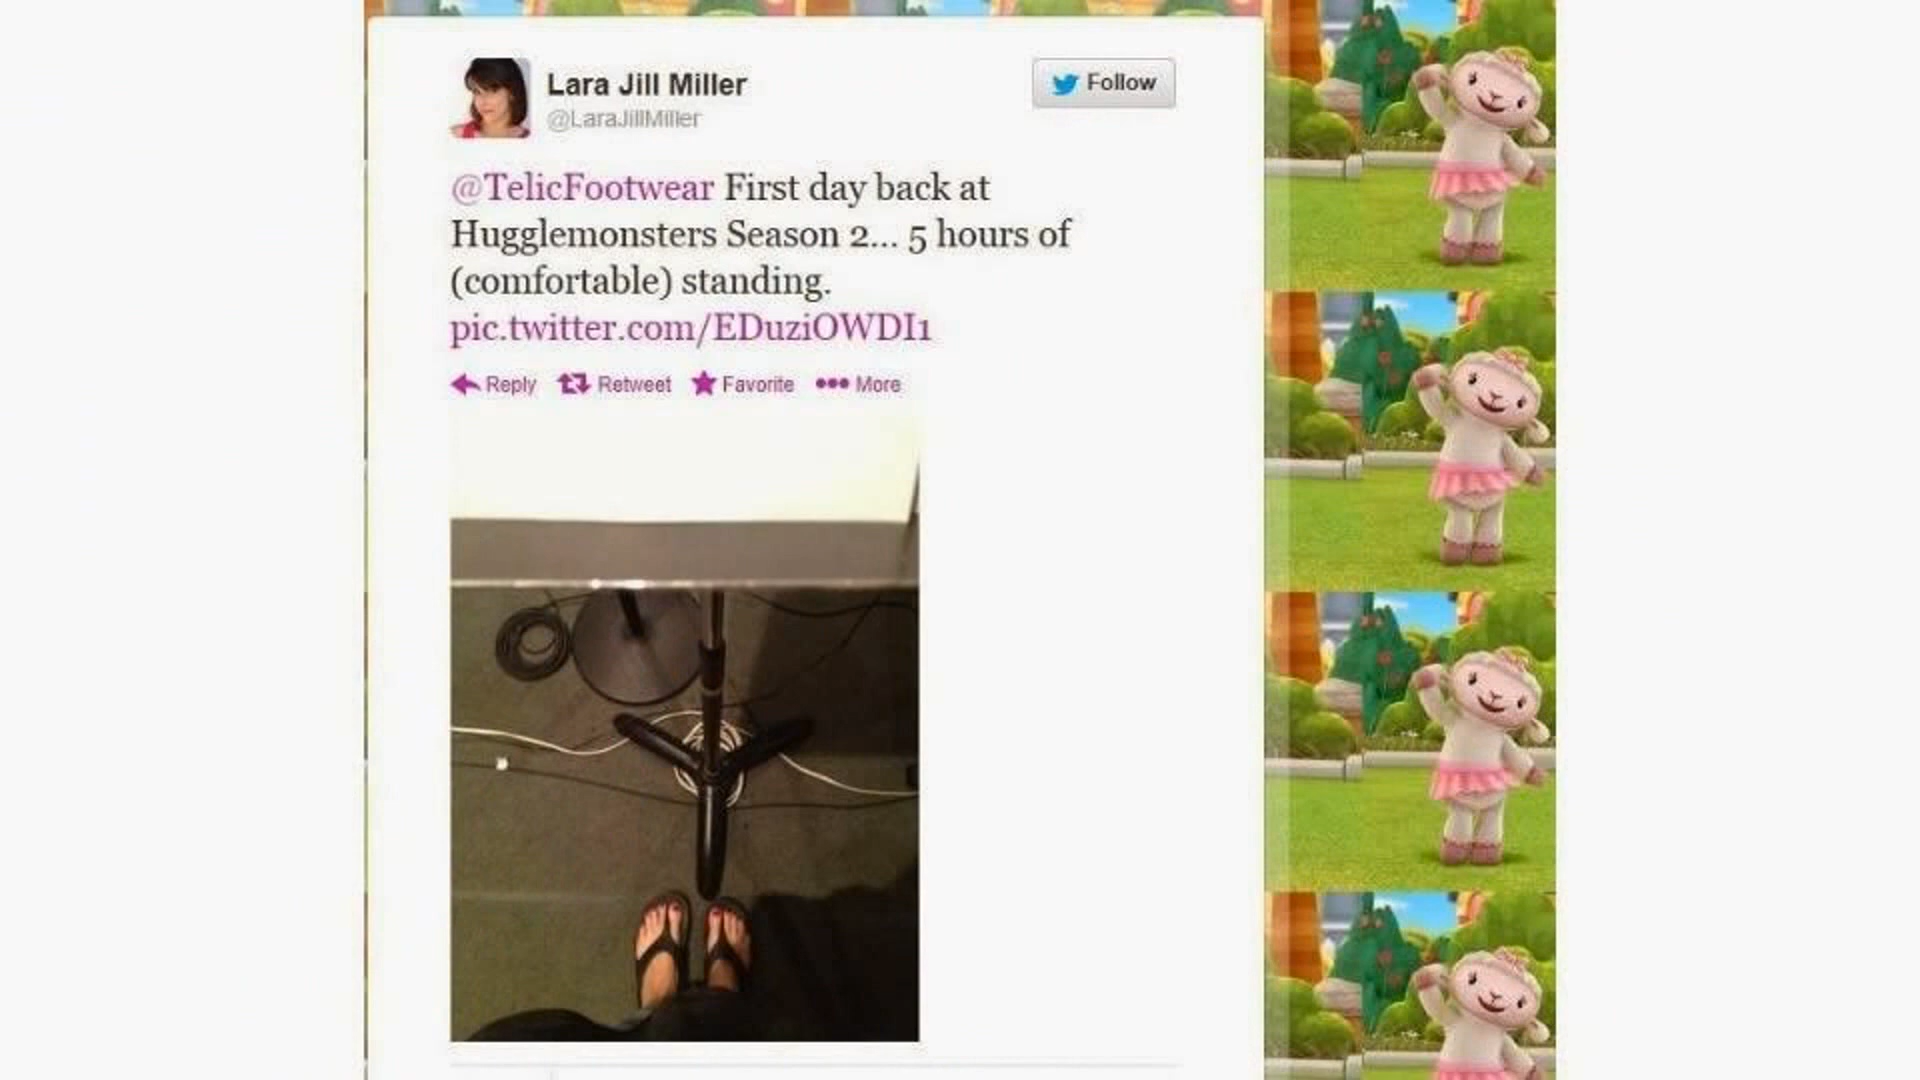 Lara Jill Miller
@LaraJillMiller
Follow
@TelicFootwear First day back at
Hugglemonsters Season 2... 5 hours of
(comfortable) standing.
pic.twitter.com/EDuziOWDI1
Reply Retweet Favorite More